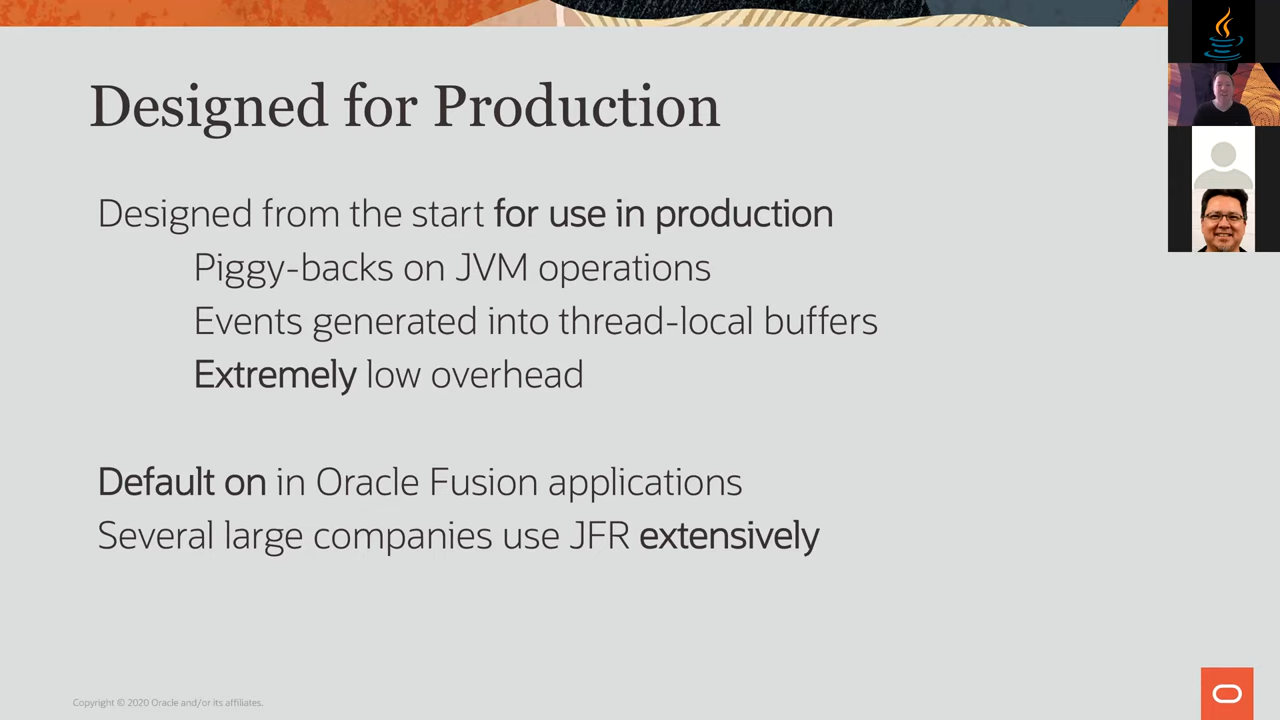 Designed for Production
Designed from the start for use in production
Piggy-backs on JVM operations
Events generated into thread-local buffers
Extremely low overhead
Default on in Oracle Fusion applications
Several large companies use JFR extensively
Copyright © 2020 Oracle and/or its affiliates.